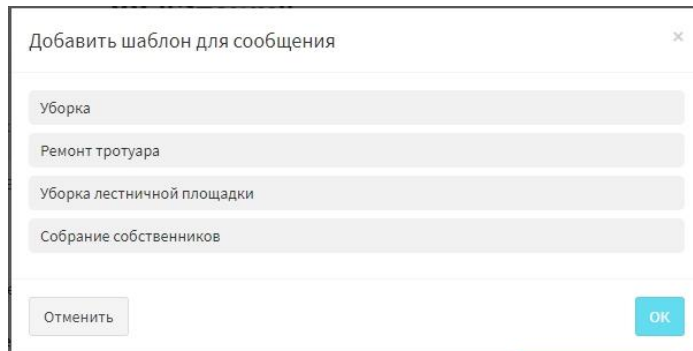 Добавить шаблон для сообщения
×
Уборка
Ремонт тротуара
Уборка лестничной площадки
Собрание собственников
Отменить
ОК